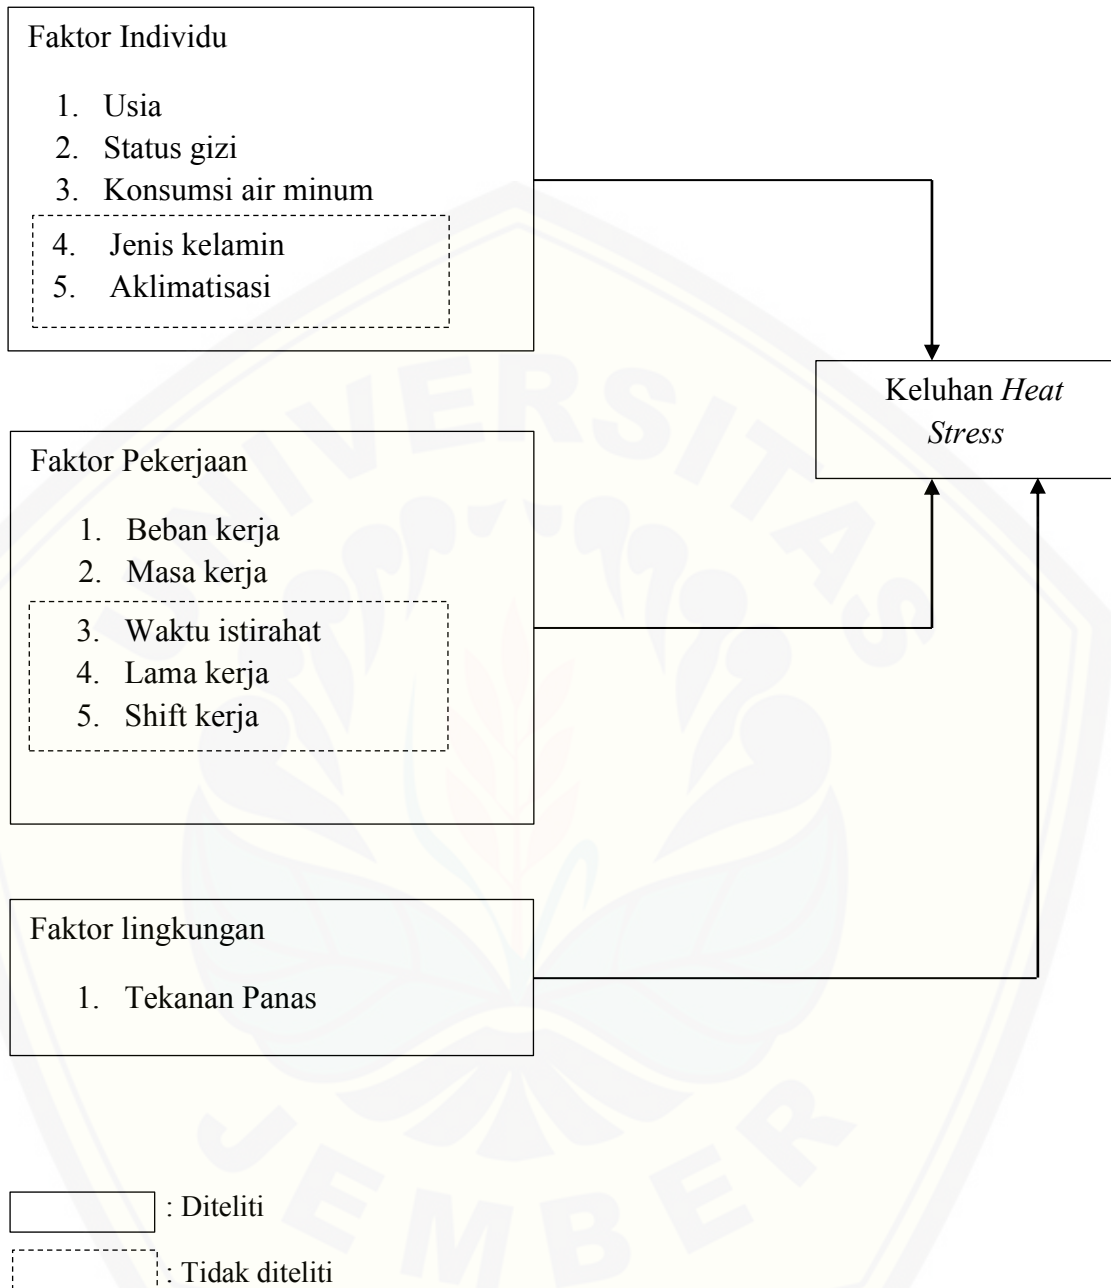 Faktor Individu
1. Usia
2. Status gizi
3. Konsumsi air minum
4. Jenis kelamin
5. Aklimatisasi
Keluhan Heat
Stress
Faktor Pekerjaan
1. Beban kerja
2. Masa kerja
3. Waktu istirahat
4. Lama kerja
5. Shift kerja
Faktor lingkungan
1. Tekanan Panas
: Diteliti
: Tidak diteliti
UNIVERSITAS
JEMBER